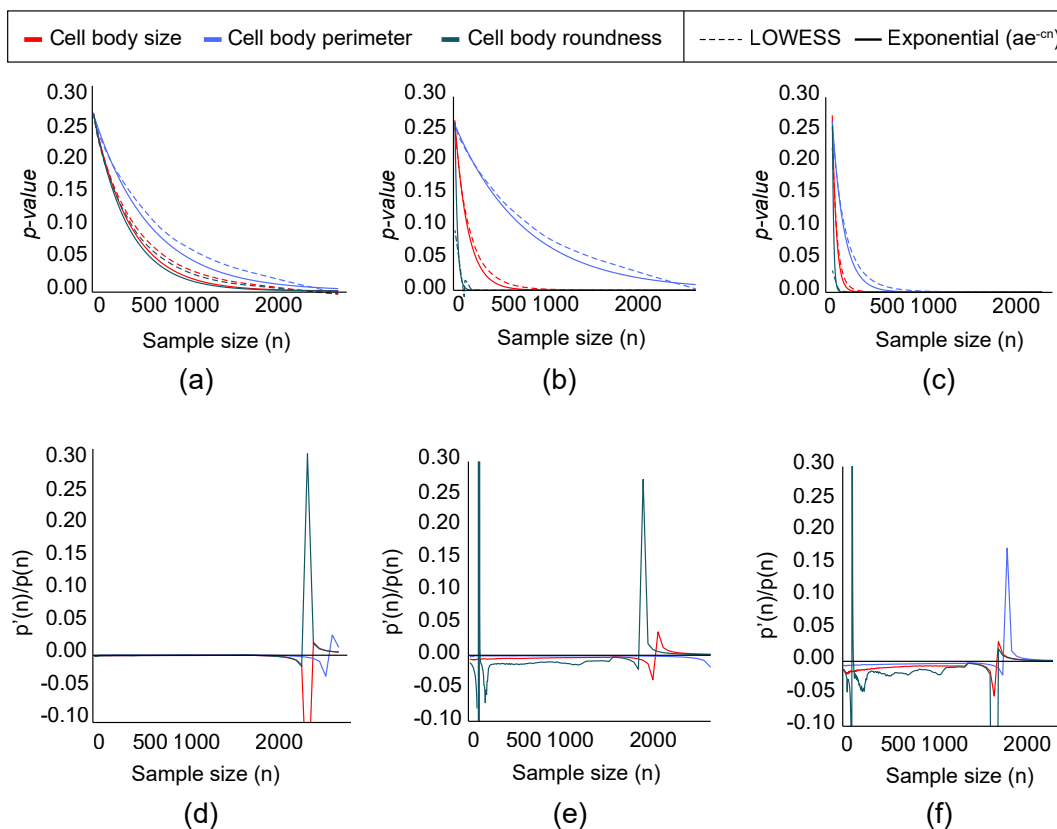 Cell body size Cell body perimeter Cell body roundness LOWESS Exponential (ae-cn)
0.30 0.30 0.30
0.25 0.25 0.25
0.20 0.20 0.20
0.15 0.15 0.15
0.10 0.10 0.10
0.05 0.05 0.05
0.00 0.00 0.00
p-value p-value p-value
0 500 1000 2000 0 500 1000 2000 0 500 1000 2000
Sample size (n) Sample size (n) Sample size (n)
(a) (b) (c)
0.30 0.30 0.30
0.25 0.25 0.25
0.20 0.20 0.20
0.15 0.15 0.15
0.10 0.10 0.10
0.05 0.05 0.05
0.00 0.00 0.00
-0.05 -0.05 -0.05
-0.10 -0.10 -0.10
p'(n)/p(n) p'(n)/p(n) p'(n)/p(n)
0 500 1000 2000 0 500 1000 2000 0 500 1000 2000
Sample size (n) Sample size (n) Sample size (n)
(d) (e) (f)